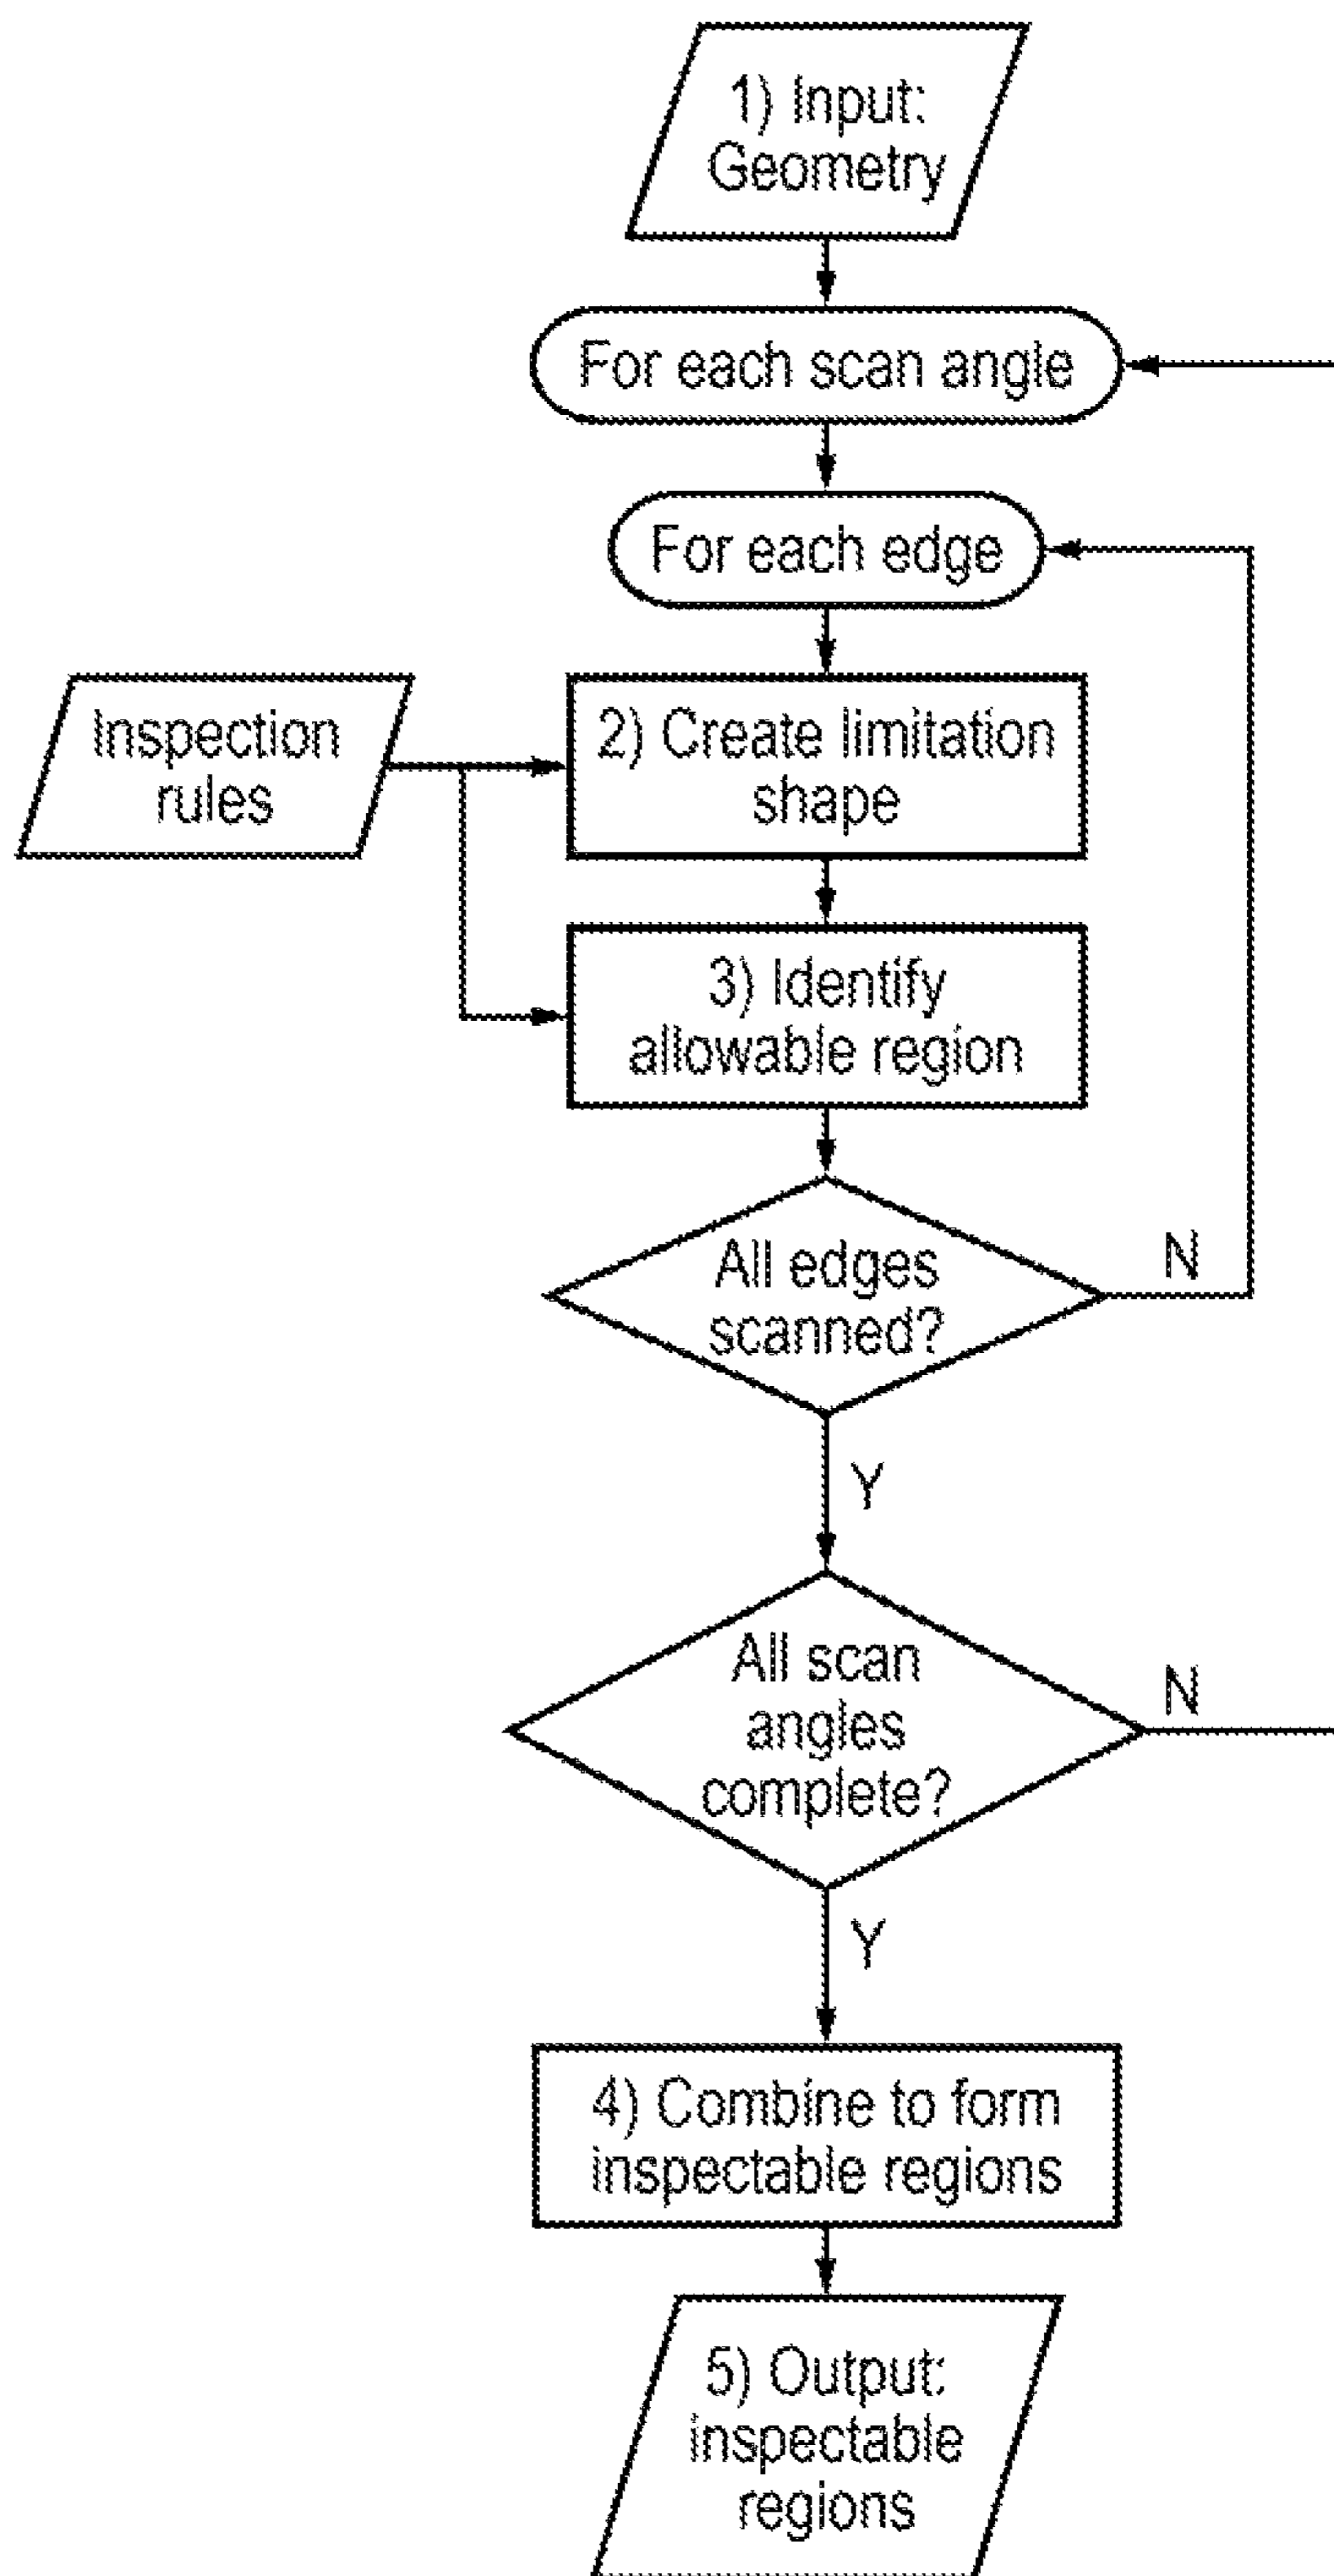 1) Input:
Geometry
For each scan angle
For each edge
Inspection
rules
2) Create limitation
shape
3) Identify
allowable region
All edges
scanned?
N
Y
All scan
angles
complete?
N
Y
4) Combine to form
inspectable regions
5) Output:
inspectable
regions